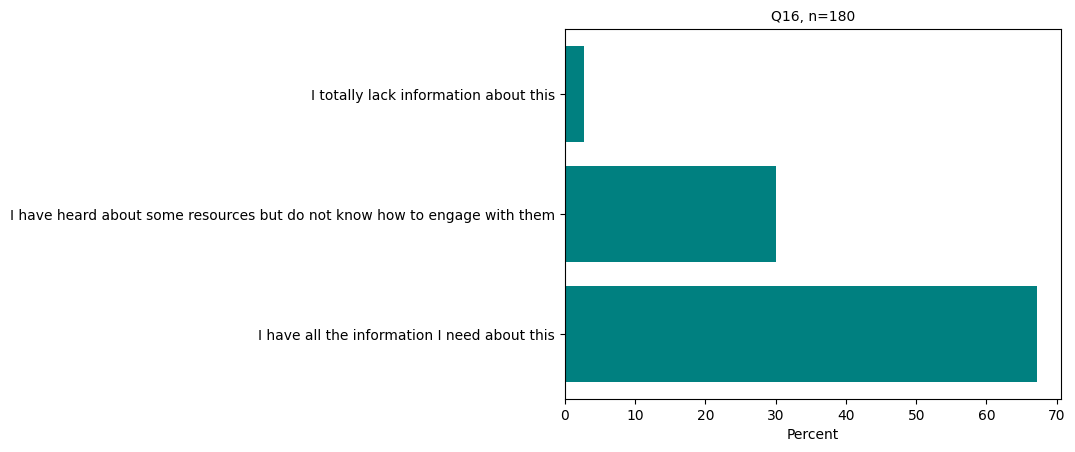 Q16, n=180
I totally lack information about this
I have heard about some resources but do not know how to engage with them
I have all the information I need about this
0 10 20 30 40 50 60 70
Percent